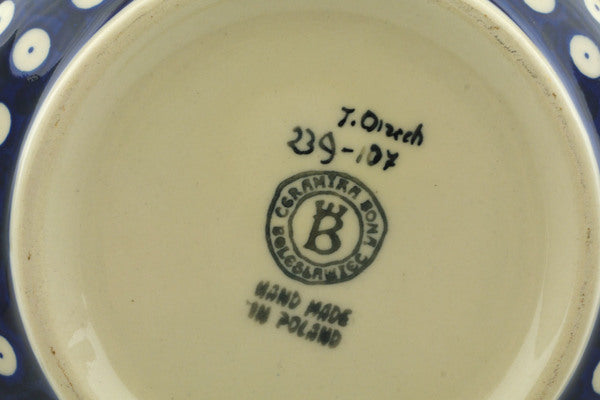 T. Orzech
239-107
CERAMIKA BONA
B
BOLESŁAWIEC
HAND MADE
IN POLAND